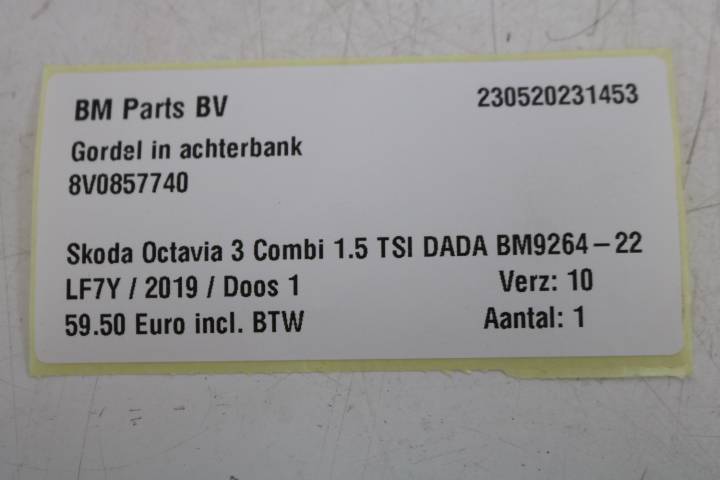 BM Parts BV 230520231453
Gordel in achterbank
8V0857740
Skoda Octavia 3 Combi 1.5 TSI DADA BM9264-22
LF7Y / 2019 / Doos 1 Verz: 10
59.50 Euro incl. BTW Aantal: 1